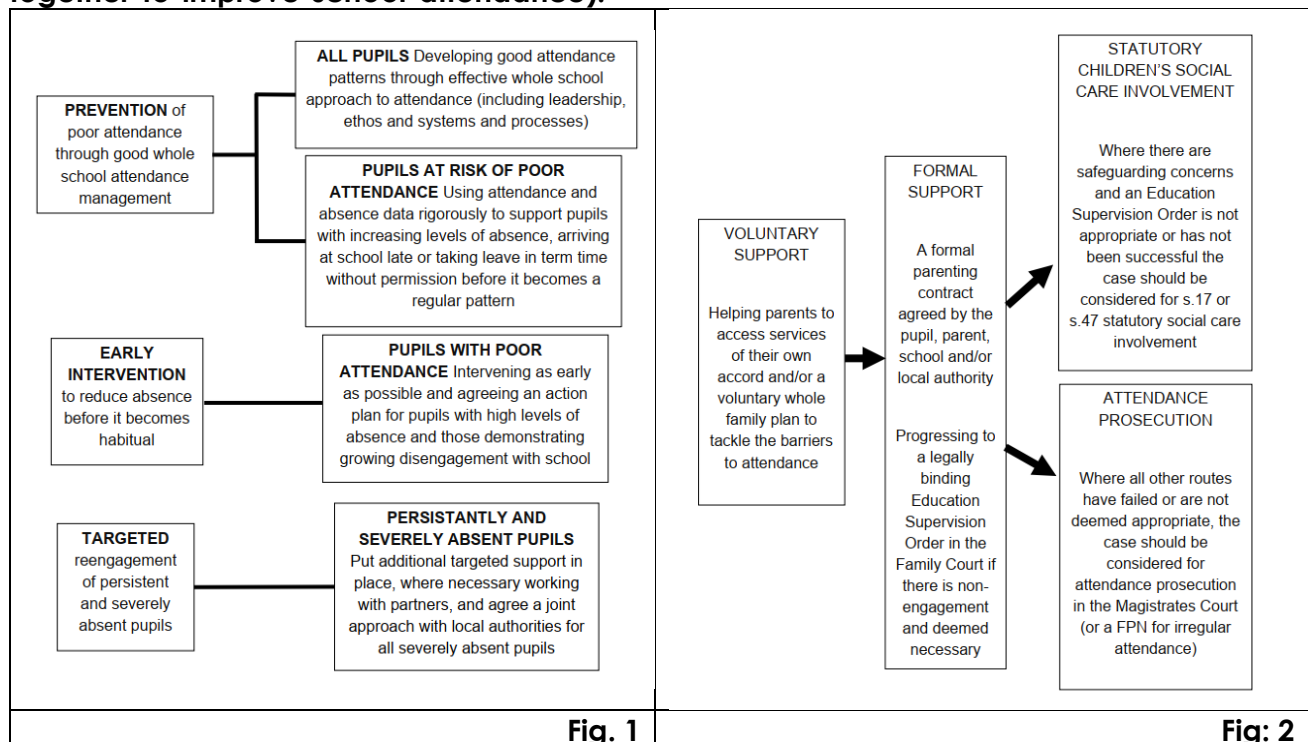 together to improve school attendance).
PREVENTION of
poor attendance
through good whole
school attendance
management
ALL PUPILS Developing good attendance
patterns through effective whole school
approach to attendance (including leadership,
ethos and systems and processes)
PUPILS AT RISK OF POOR
ATTENDANCE Using attendance and
absence data rigorously to support pupils
with increasing levels of absence, arriving
at school late or taking leave in term time
without permission before it becomes a
regular pattern
EARLY
INTERVENTION
to reduce absence
before it becomes
habitual
PUPILS WITH POOR
ATTENDANCE Intervening as early
as possible and agreeing an action
plan for pupils with high levels of
absence and those demonstrating
growing disengagement with school
TARGETED
reengagement
of persistent
and severely
absent pupils
PERSISTANTLY AND
SEVERELY ABSENT PUPILS
Put additional targeted support in
place, where necessary working
with partners, and agree a joint
approach with local authorities for
all severely absent pupils
Fig. 1
VOLUNTARY
SUPPORT
Helping parents to
access services
of their own
accord and/or a
voluntary whole
family plan to
tackle the barriers
to attendance
FORMAL
SUPPORT
A formal
parenting
contract
agreed by the
pupil, parent,
school and/or
local authority
Progressing to
a legally
binding
Education
Supervision
Order in the
Family Court if
there is non-
engagement
and deemed
necessary
STATUTORY
CHILDREN'S SOCIAL
CARE INVOLVEMENT
Where there are
safeguarding concerns
and an Education
Supervision Order is not
appropriate or has not
been successful the
case should be
considered for s.17 or
s.47 statutory social care
involvement
ATTENDANCE
PROSECUTION
Where all other routes
have failed or are not
deemed appropriate, the
case should be
considered for
attendance prosecution
in the Magistrates Court
(or a FPN for irregular
attendance)
Fig: 2